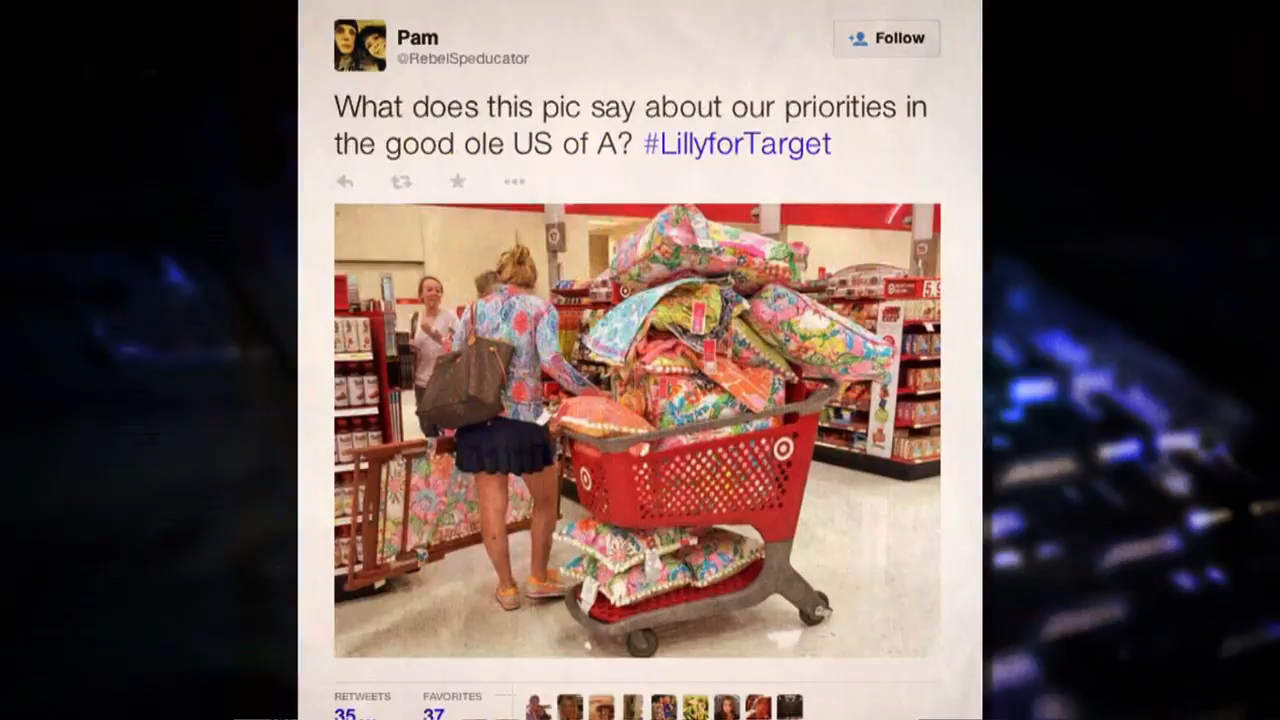 Pam
@RebelSpeducator
Follow
What does this pic say about our priorities in
the good ole US of A? #LillyforTarget
RETWEETS
FAVORITES
35
37